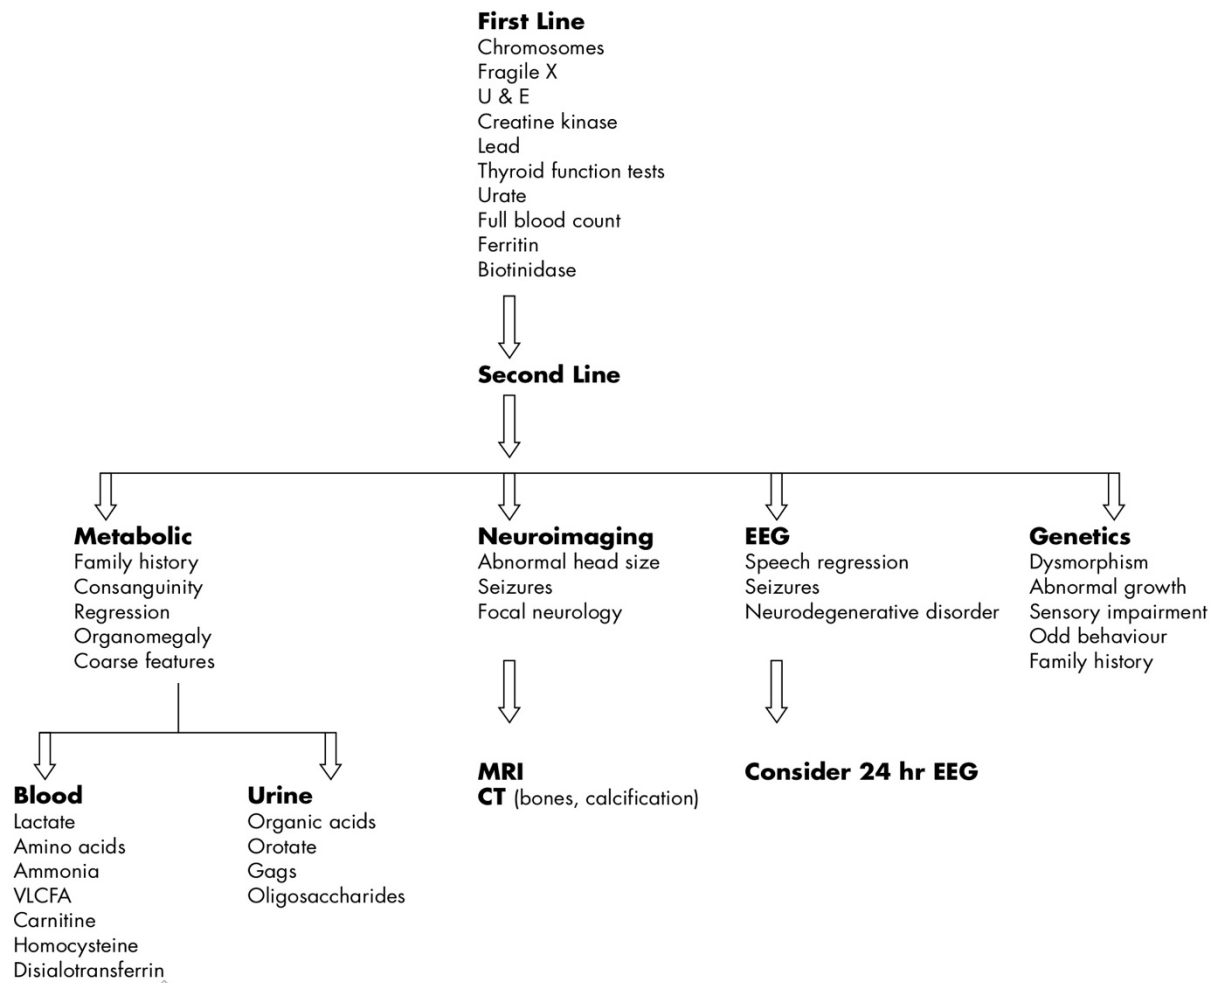 First Line
Chromosomes
Fragile X
U & E
Creatine kinase
Lead
Thyroid function tests
Urate
Full blood count
Ferritin
Biotinidase
Second Line
Metabolic
Family history
Consanguinity
Regression
Organomegaly
Coarse features
Neuroimaging
Abnormal head size
Seizures
Focal neurology
EEG
Speech regression
Seizures
Neurodegenerative disorder
Genetics
Dysmorphism
Abnormal growth
Sensory impairment
Odd behaviour
Family history
Blood
Lactate
Amino acids
Ammonia
VLCFA
Carnitine
Homocysteine
Disialotransferrin
Urine
Organic acids
Orotate
Gags
Oligosaccharides
MRI
CT (bones, calcification)
Consider 24 hr EEG